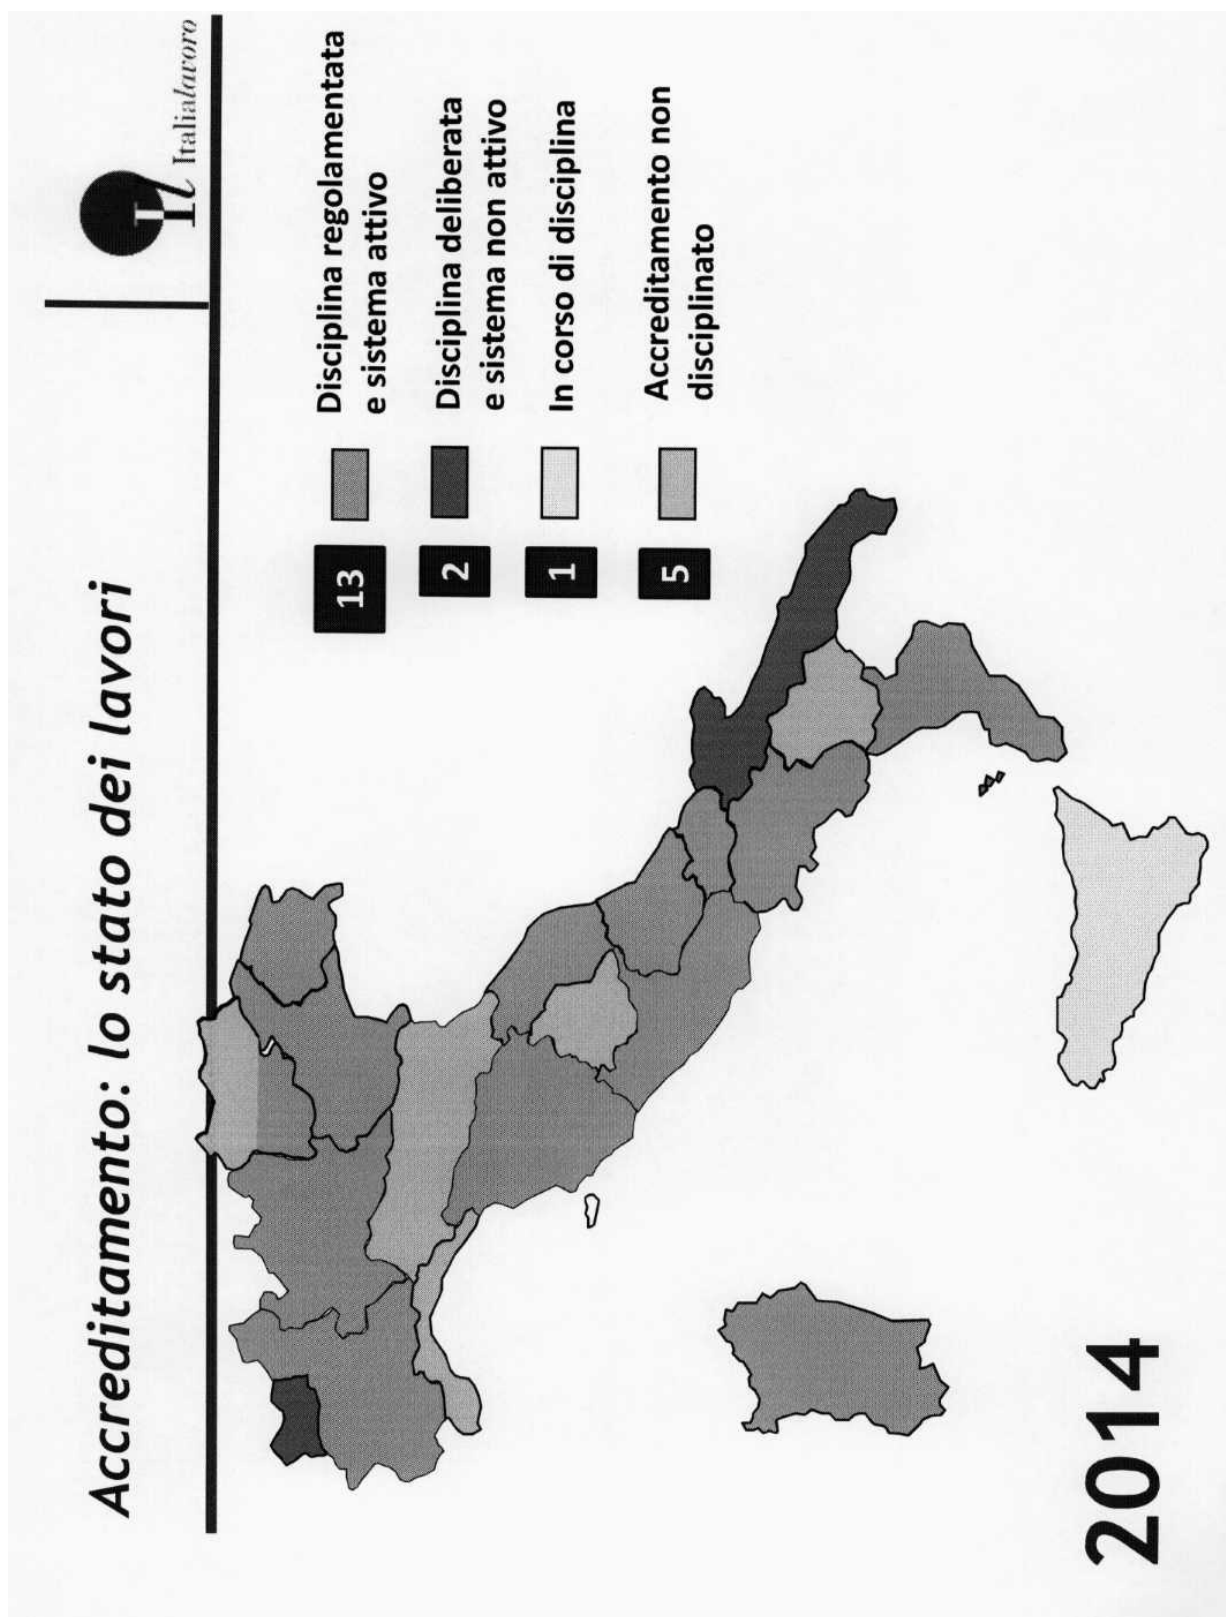 Accreditamento: lo stato dei lavori
Il Italialavoro
13
Disciplina regolamentata
e sistema attivo
2
Disciplina deliberata
e sistema non attivo
1
In corso di disciplina
5
Accreditamento non
disciplinato
2014